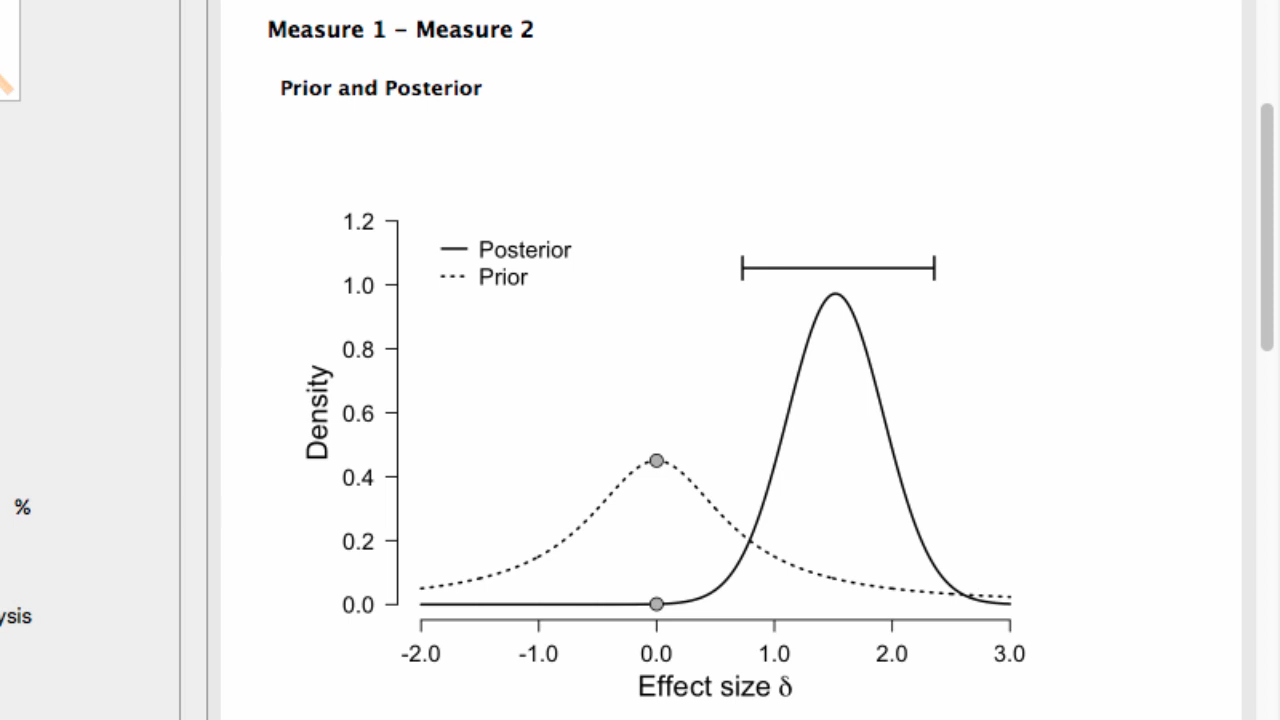 Measure 1 – Measure 2
Prior and Posterior
1.2
1.0
0.8
0.6
0.4
0.2
0.0
Density
Posterior
Prior
-2.0 -1.0 0.0 1.0 2.0 3.0
Effect size δ
%
ysis